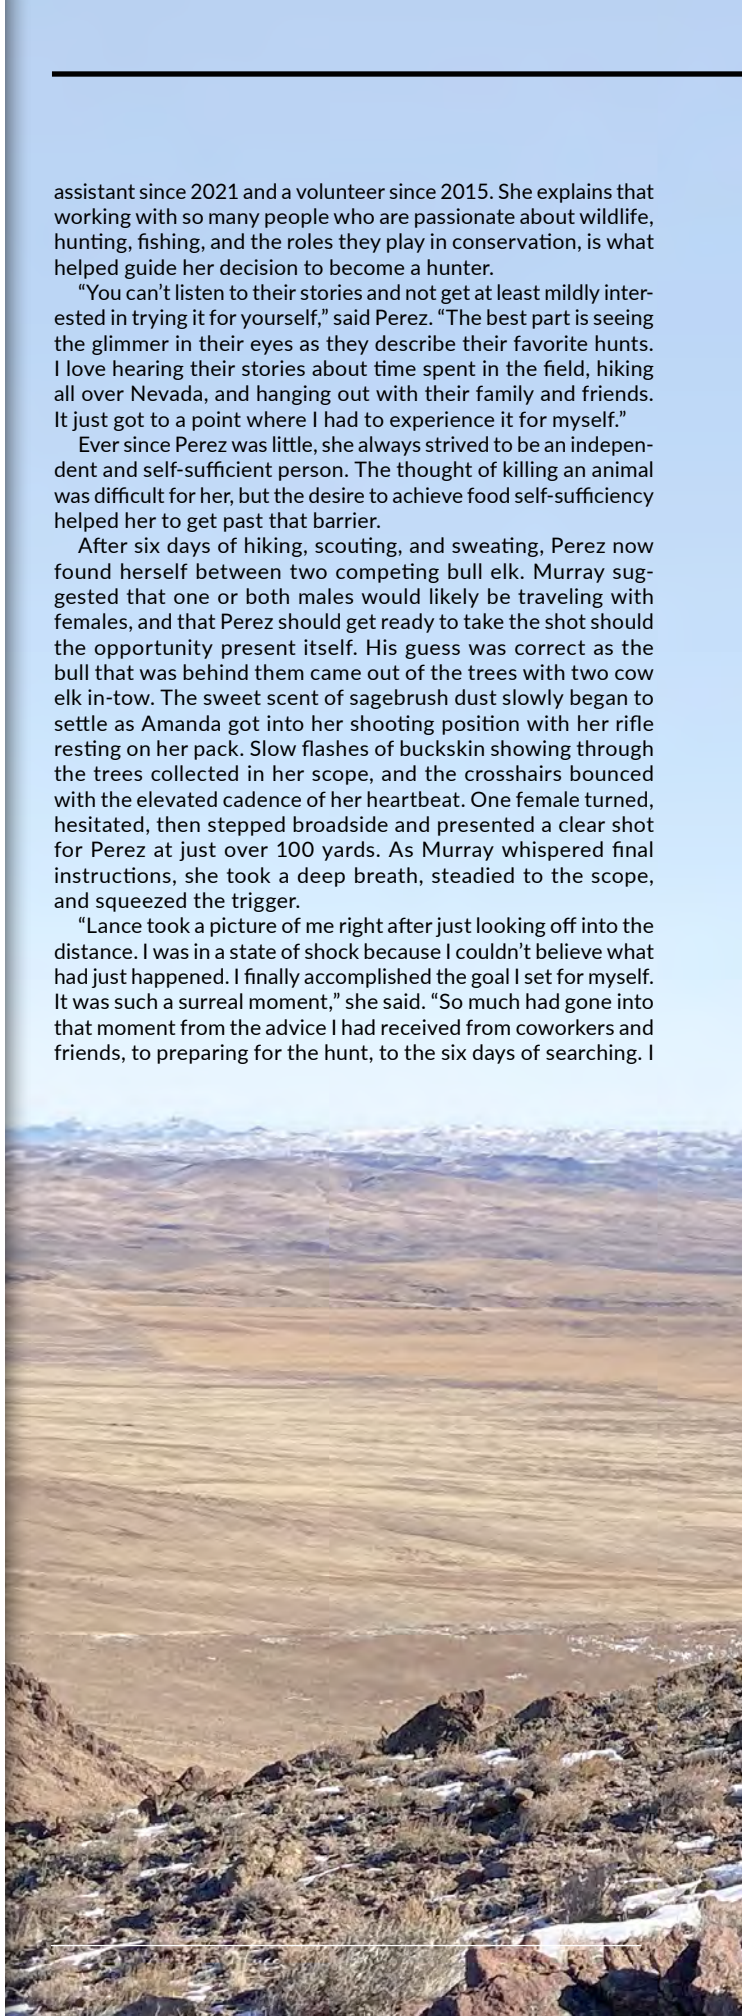 assistant since 2021 and a volunteer since 2015. She explains that
working with so many people who are passionate about wildlife,
hunting, fishing, and the roles they play in conservation, is what
helped guide her decision to become a hunter.
“You can’t listen to their stories and not get at least mildly inter-
ested in trying it for yourself,” said Perez. “The best part is seeing
the glimmer in their eyes as they describe their favorite hunts.
I love hearing their stories about time spent in the field, hiking
all over Nevada, and hanging out with their family and friends.
It just got to a point where I had to experience it for myself.”
Ever since Perez was little, she always strived to be an indepen-
dent and self-sufficient person. The thought of killing an animal
was difficult for her, but the desire to achieve food self-sufficiency
helped her to get past that barrier.
After six days of hiking, scouting, and sweating, Perez now
found herself between two competing bull elk. Murray sug-
gested that one or both males would likely be traveling with
females, and that Perez should get ready to take the shot should
the opportunity present itself. His guess was correct as the
bull that was behind them came out of the trees with two cow
elk in-tow. The sweet scent of sagebrush dust slowly began to
settle as Amanda got into her shooting position with her rifle
resting on her pack. Slow flashes of buckskin showing through
the trees collected in her scope, and the crosshairs bounced
with the elevated cadence of her heartbeat. One female turned,
hesitated, then stepped broadside and presented a clear shot
for Perez at just over 100 yards. As Murray whispered final
instructions, she took a deep breath, steadied to the scope,
and squeezed the trigger.
“Lance took a picture of me right after just looking off into the
distance. I was in a state of shock because I couldn’t believe what
had just happened. I finally accomplished the goal I set for myself.
It was such a surreal moment,” she said. “So much had gone into
that moment from the advice I had received from coworkers and
friends, to preparing for the hunt, to the six days of searching. I